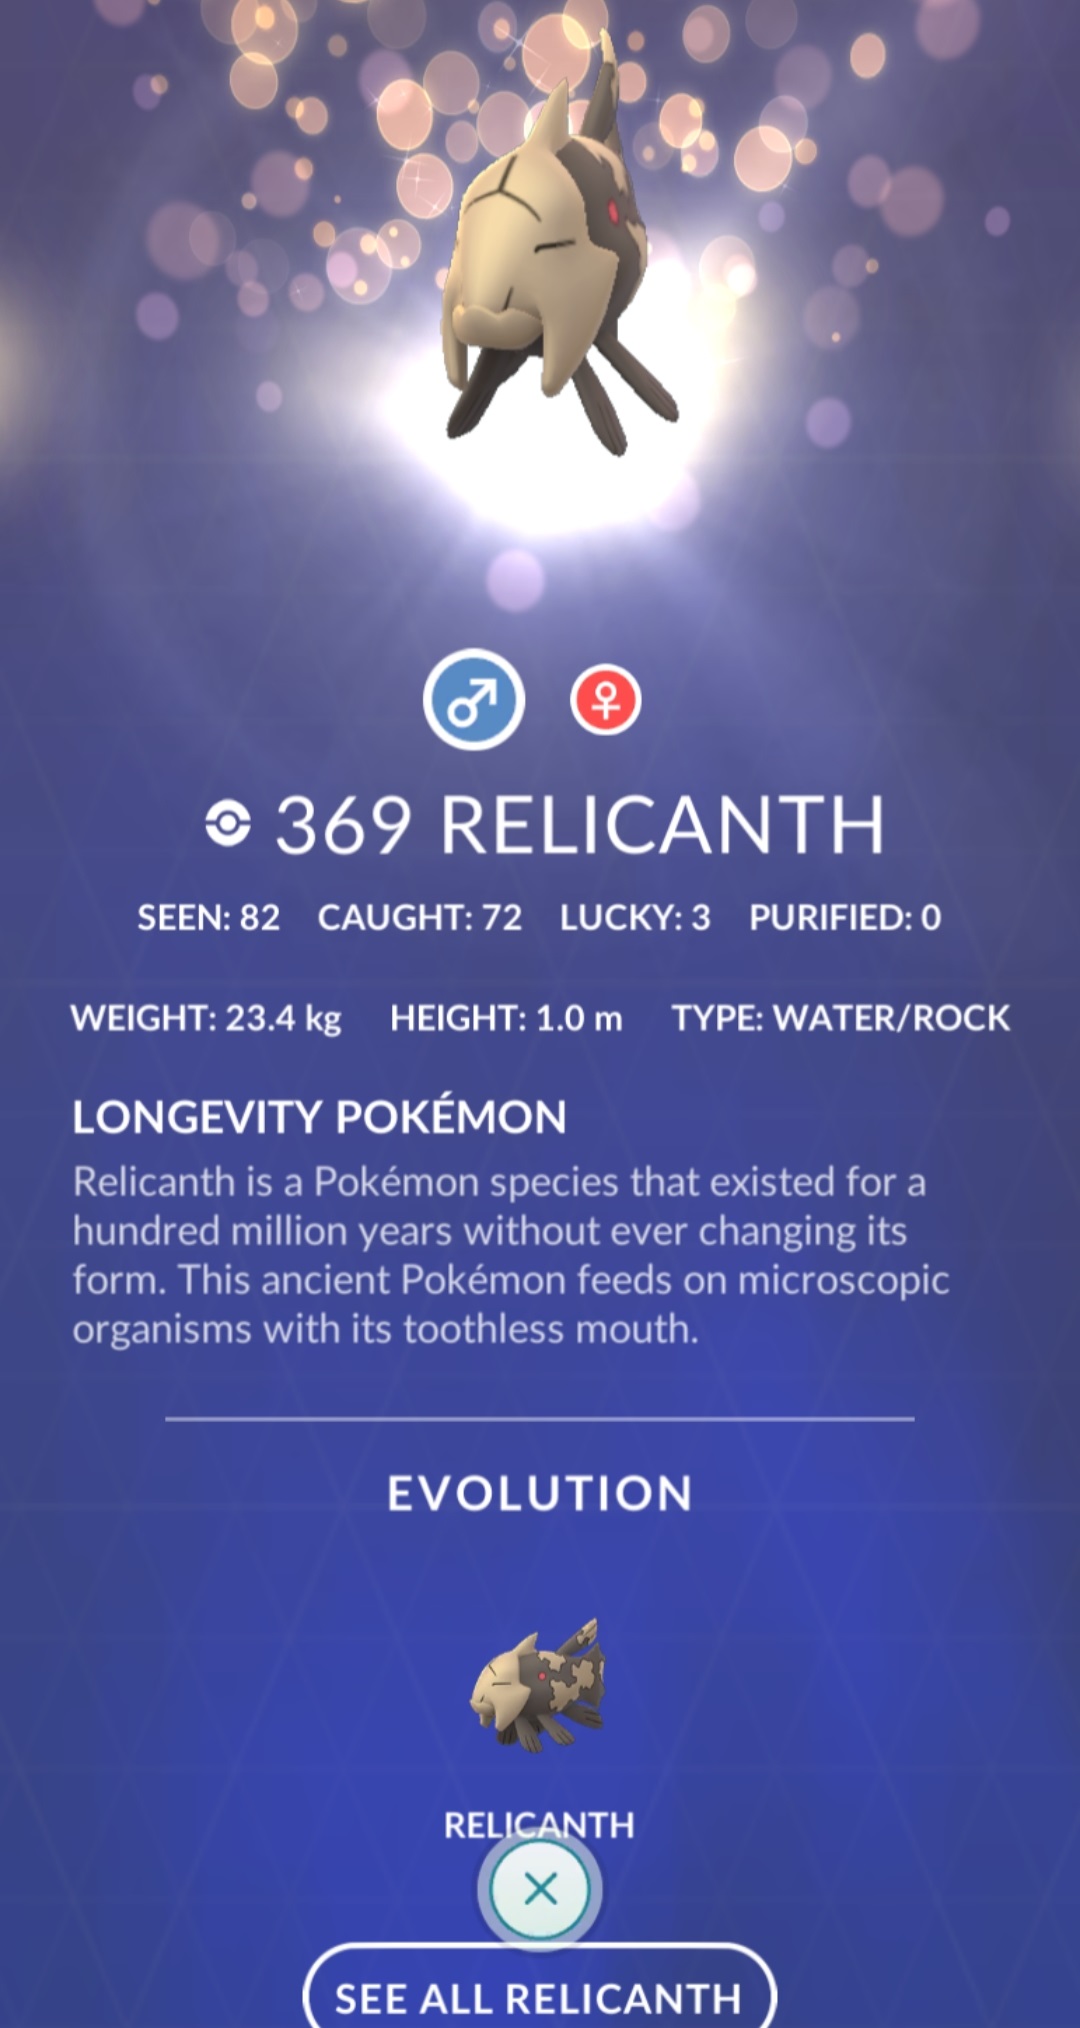 369 RELICANTH
SEEN: 82 CAUGHT: 72 LUCKY: 3 PURIFIED: 0
WEIGHT: 23.4 kg HEIGHT: 1.0 m TYPE: WATER/ROCK
LONGEVITY POKÉMON
Relicanth is a Pokémon species that existed for a
hundred million years without ever changing its
form. This ancient Pokémon feeds on microscopic
organisms with its toothless mouth.
EVOLUTION
RELICANTH
SEE ALL RELICANTH